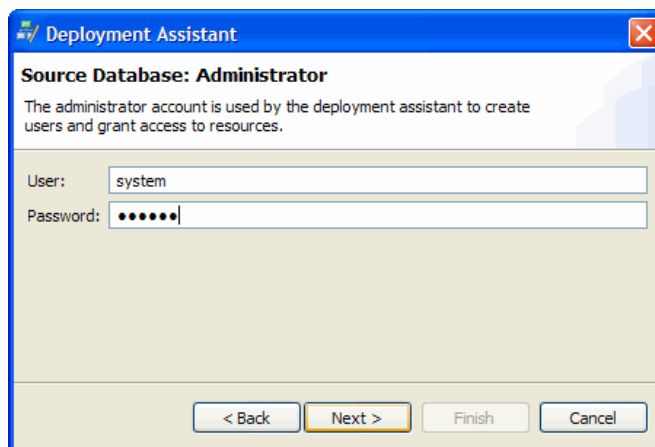 Deployment Assistant
Source Database: Administrator
The administrator account is used by the deployment assistant to create
users and grant access to resources.
User: system
Password: ••••••
< Back Next > Finish Cancel